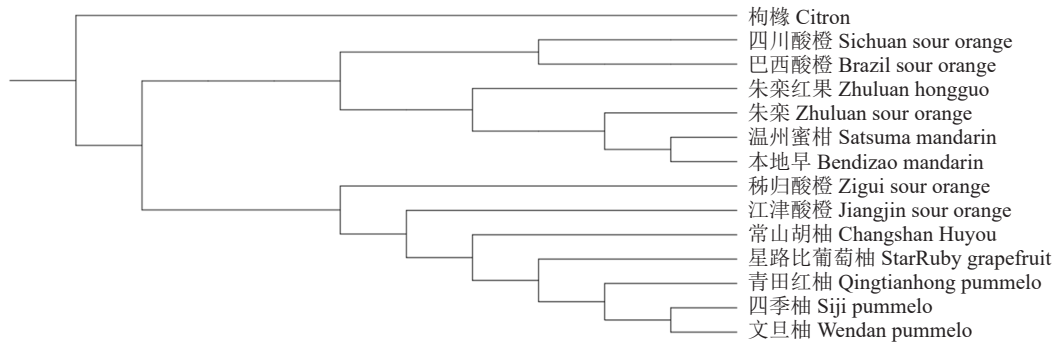 枸橼 Citron
四川酸橙 Sichuan sour orange
巴西酸橙 Brazil sour orange
朱栾红果 Zhuluan hongguo
朱栾 Zhuluan sour orange
温州蜜柑 Satsuma mandarin
本地早 Bendizao mandarin
秭归酸橙 Zigui sour orange
江津酸橙 Jiangjin sour orange
常山胡柚 Changshan Huyou
星路比葡萄柚 StarRuby grapefruit
青田红柚 Qingtianhong pummelo
四季柚 Siji pummelo
文旦柚 Wendan pummelo